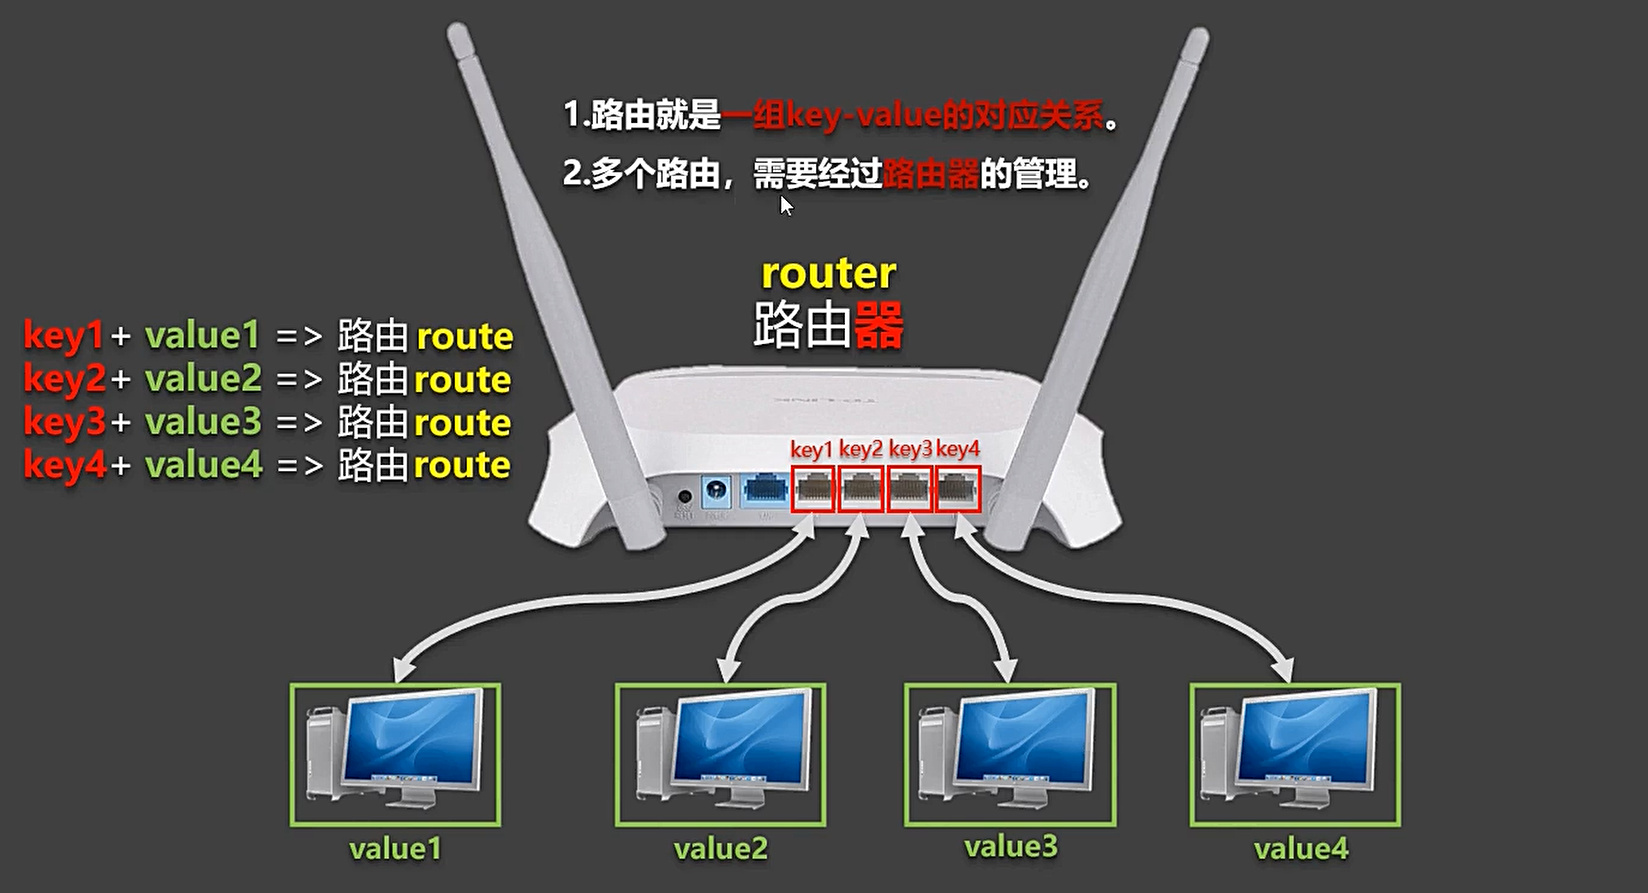 1.路由就是一组key-value的对应关系。
2.多个路由，需要经过路由器的管理。
router
路由器
key1+ value1 => 路由 route
key2+ value2 => 路由 route
key3+ value3 => 路由 route
key4+ value4 => 路由 route
TP-LINK
key1 key2 key3 key4
value1
value2
value3
value4